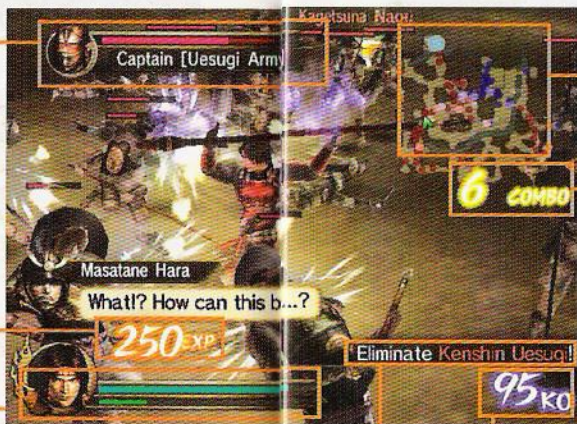 Kagetsuna Naoe
Captain [Uesugi Army
6 COMBO
Masatane Hara
What!? How can this b...?
250 EXP
Eliminate Kenshin Uesugi!
95 KO